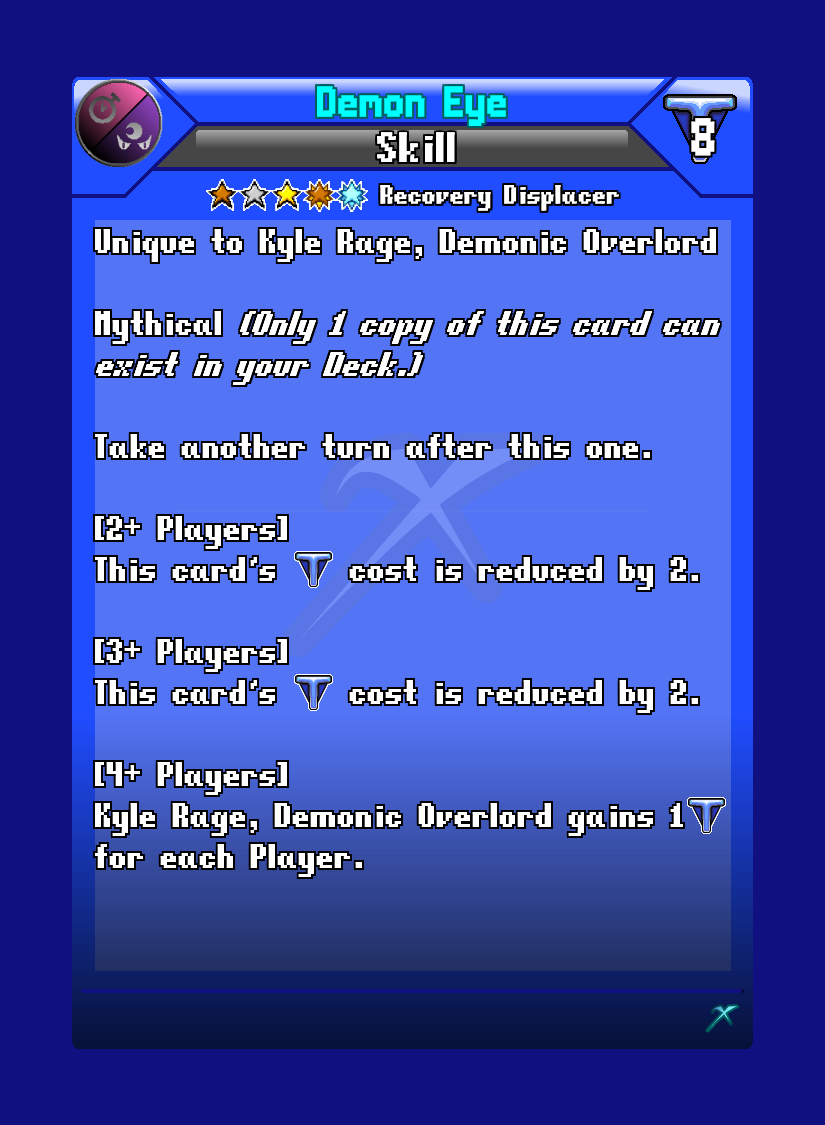 Demon Eye
8
Skill
Recovery Displacer
Unique to Kyle Rage, Demonic Overlord
Mythical (Only 1 copy of this card can
exist in your Deck.)
Take another turn after this one.
[2+ Players]
This card's T cost is reduced by 2.
[3+ Players]
This card's T cost is reduced by 2.
[4+ Players]
Kyle Rage, Demonic Overlord gains 1T
for each Player.